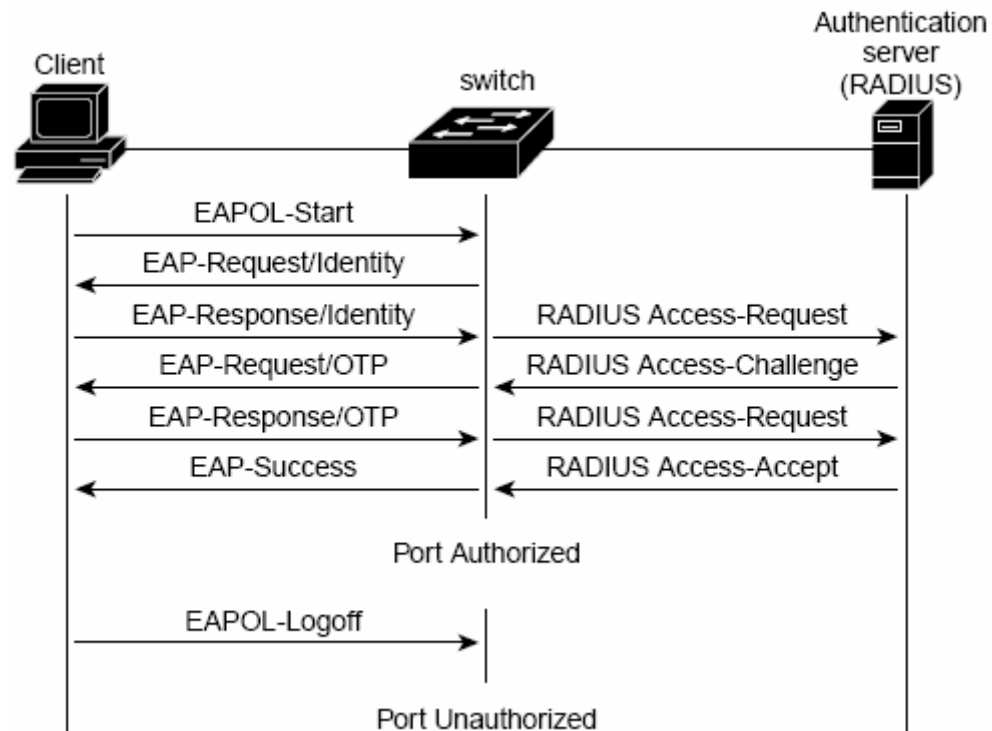 Authentication
server
(RADIUS)
Client
switch
EAPOL-Start
EAP-Request/Identity
EAP-Response/Identity
RADIUS Access-Request
EAP-Request/OTP
RADIUS Access-Challenge
EAP-Response/OTP
RADIUS Access-Request
EAP-Success
RADIUS Access-Accept
Port Authorized
EAPOL-Logoff
Port Unauthorized